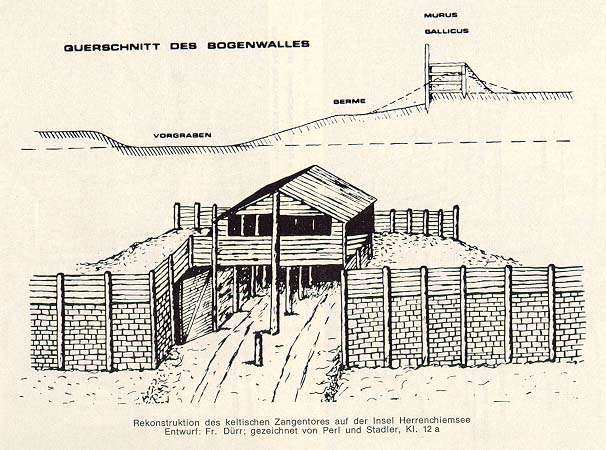 MURUS
GALLICUS
QUERSCHNITT DES BOGENWALLES
BERME
VORGRABEN
Rekonstruktion des keltischen Zangentores auf der Insel Herrenchiemsee
Entwurf: Fr. Dürr; gezeichnet von Perl und Stadler, Kl. 12 a